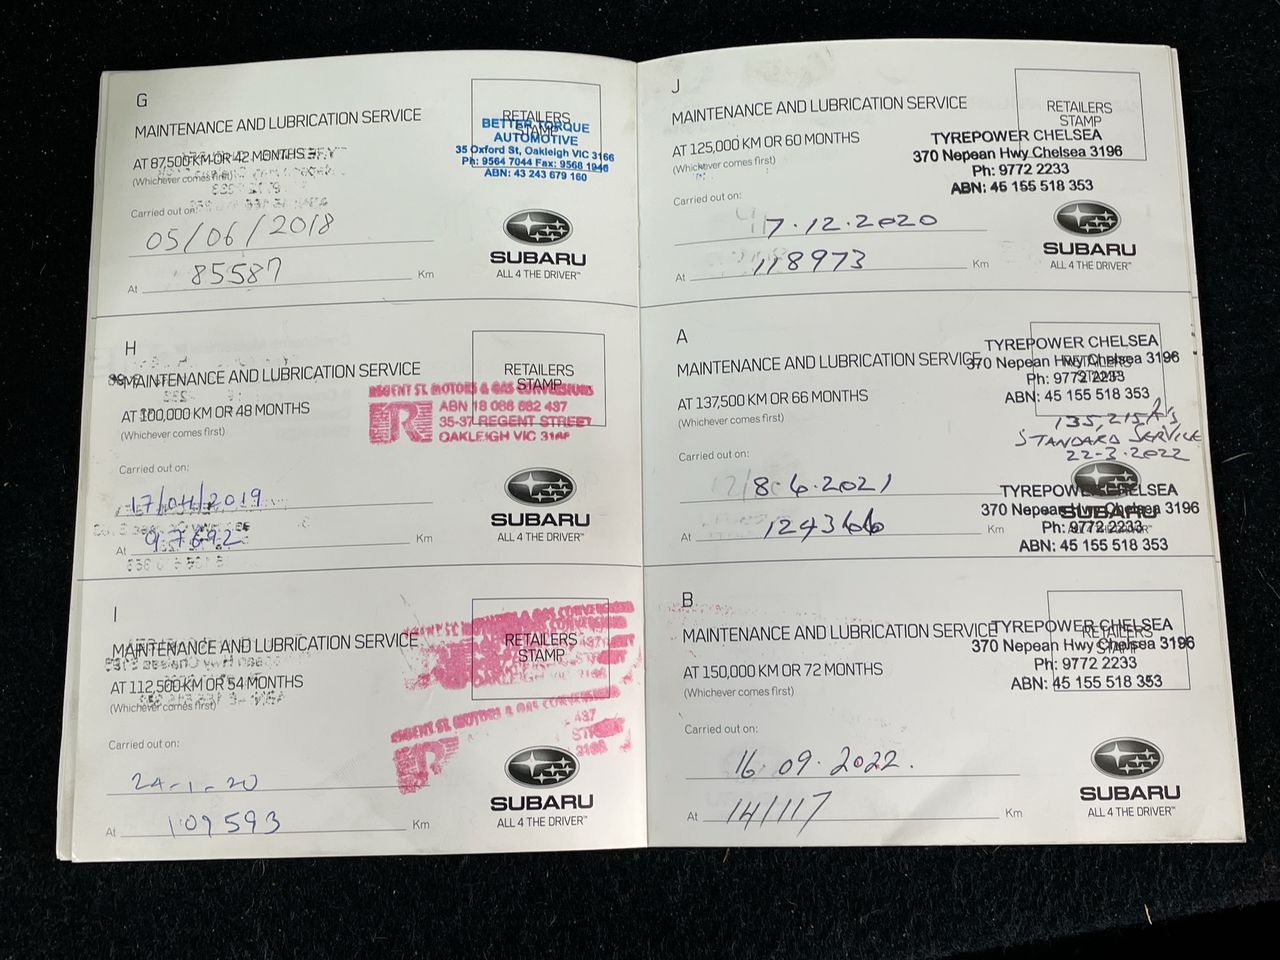 G
MAINTENANCE AND LUBRICATION SERVICE
AT 87,500 KM OR 42 MONTHS
(Whichever comes first)
RETAILERS
STAMP
BETTER TORQUE
AUTOMOTIVE
35 Oxford St, Oakleigh VIC 3166
Ph: 9564 7044 Fax: 9568 1946
ABN: 43 243 679 160
Carried out on:
05/06/2018
At 85587 Km
SUBARU
ALL 4 THE DRIVER™
H
MAINTENANCE AND LUBRICATION SERVICE
AT 100,000 KM OR 48 MONTHS
(Whichever comes first)
RETAILERS
STAMP
REGENT ST. MOTORS & GAS CONVERSIONS
ABN 18 086 682 437
35-37 REGENT STREET
OAKLEIGH VIC 3166
Carried out on:
17/04/2019
At 97692 Km
SUBARU
ALL 4 THE DRIVER™
I
MAINTENANCE AND LUBRICATION SERVICE
AT 112,500 KM OR 54 MONTHS
(Whichever comes first)
RETAILERS
STAMP
REGENT ST. MOTORS & GAS CONVERSIONS
437
Carried out on:
24-1-20
At 109593 Km
SUBARU
ALL 4 THE DRIVER™
J
MAINTENANCE AND LUBRICATION SERVICE
AT 125,000 KM OR 60 MONTHS
(Whichever comes first)
RETAILERS
STAMP
TYREPOWER CHELSEA
370 Nepean Hwy Chelsea 3196
Ph: 9772 2233
ABN: 45 155 518 353
Carried out on:
7.12.2020
At 118973 Km
SUBARU
ALL 4 THE DRIVER™
A
MAINTENANCE AND LUBRICATION SERVICE
AT 137,500 KM OR 66 MONTHS
(Whichever comes first)
RETAILERS
STAMP
TYREPOWER CHELSEA
370 Nepean Hwy Chelsea 3196
Ph: 9772 2233
ABN: 45 155 518 353
135,215 K's
STANDARD SERVICE
22-3-2022
Carried out on:
8.6.2021
At 124366 Km
SUBARU
TYREPOWER CHELSEA
370 Nepean Hwy Chelsea 3196
Ph: 9772 2233
ABN: 45 155 518 353
B
MAINTENANCE AND LUBRICATION SERVICE
AT 150,000 KM OR 72 MONTHS
(Whichever comes first)
RETAILERS
STAMP
TYREPOWER CHELSEA
370 Nepean Hwy Chelsea 3196
Ph: 9772 2233
ABN: 45 155 518 353
Carried out on:
16.09.2022.
At 141117 Km
SUBARU
ALL 4 THE DRIVER™